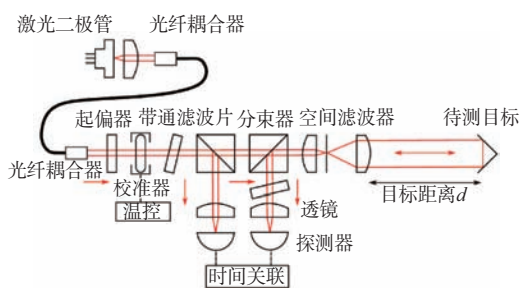 激光二极管 光纤耦合器
起偏器 带通滤波片 分束器 空间滤波器 待测目标
光纤耦合器 校准器
目标距离d
温控
透镜
探测器
时间关联